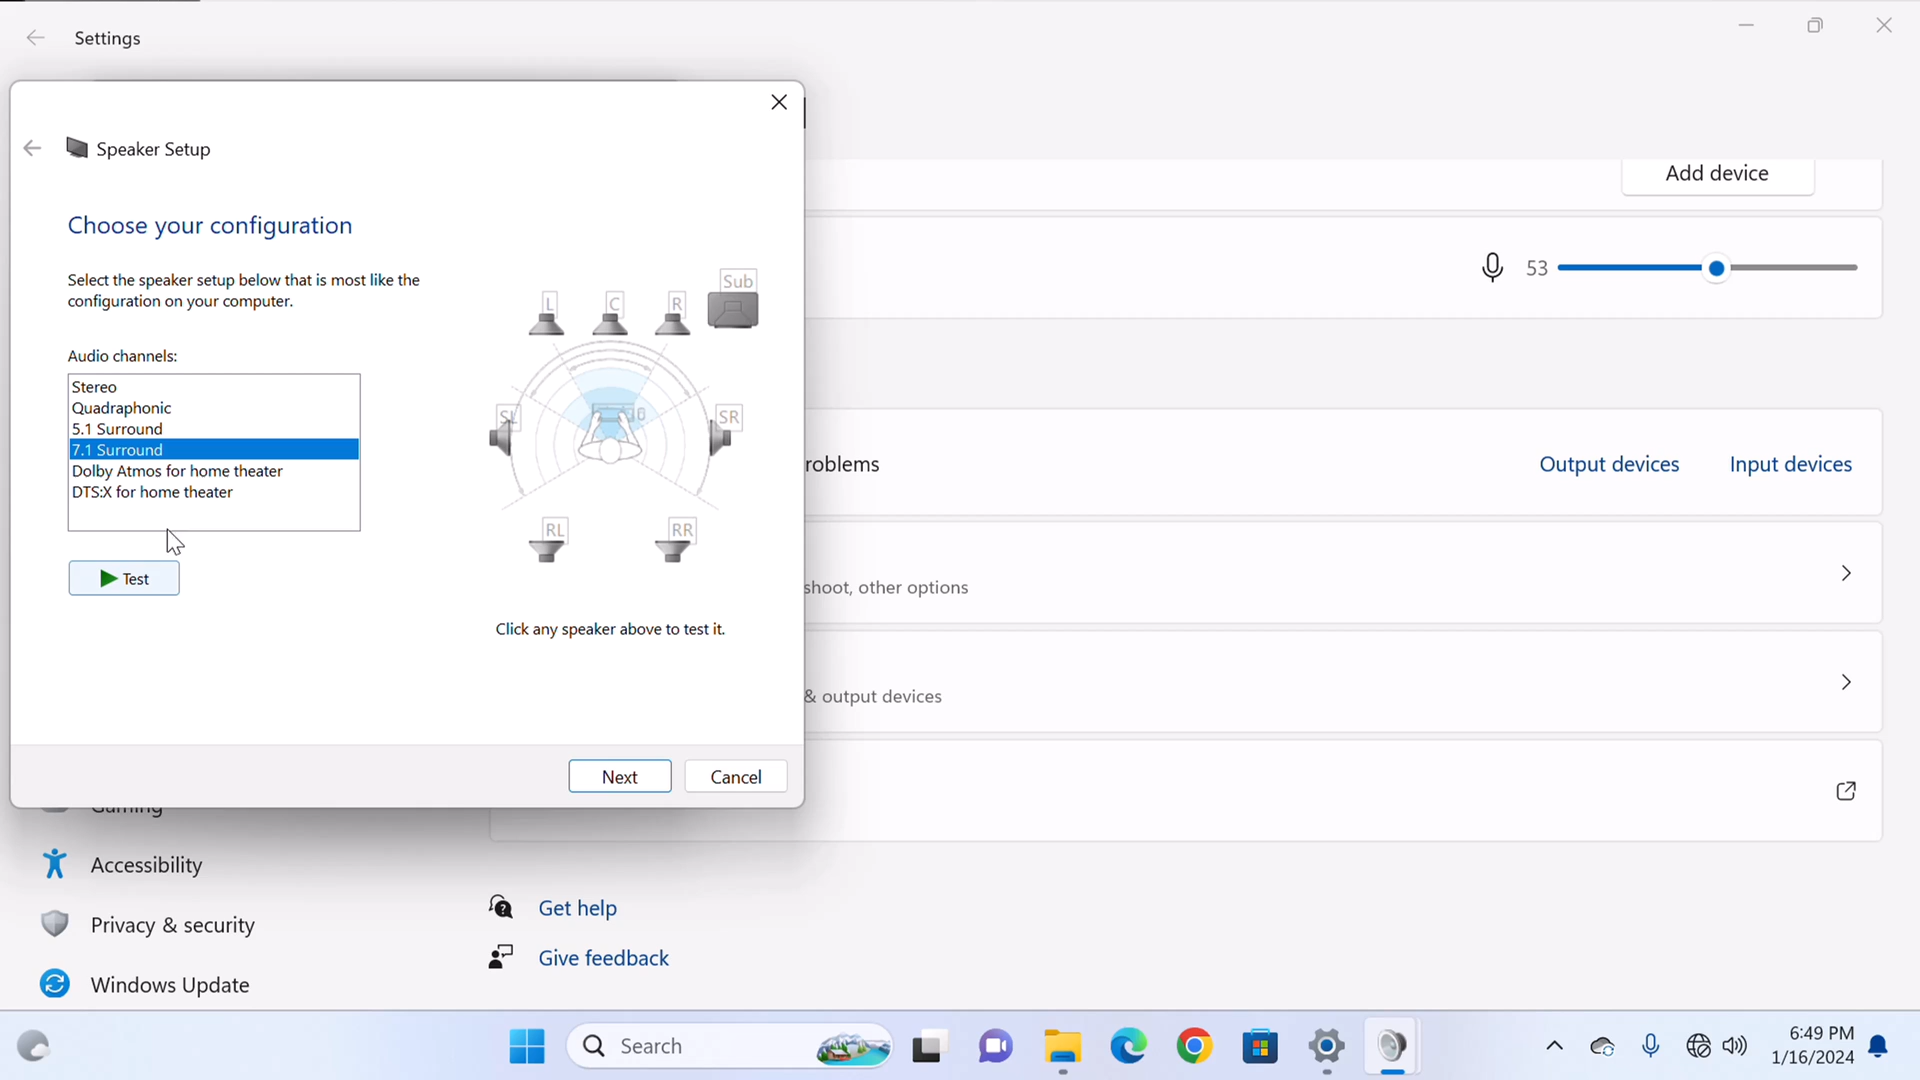 Settings
Speaker Setup
Choose your configuration
Select the speaker setup below that is most like the
configuration on your computer.
Audio channels:
Stereo
Quadraphonic
5.1 Surround
7.1 Surround
Dolby Atmos for home theater
DTS:X for home theater
Test
L
C
R
Sub
SL
SR
RL
RR
Click any speaker above to test it.
Next
Cancel
Add device
53
roblems
Output devices
Input devices
shoot, other options
& output devices
Gaming
Accessibility
Privacy & security
Windows Update
Get help
Give feedback
Search
6:49 PM
1/16/2024